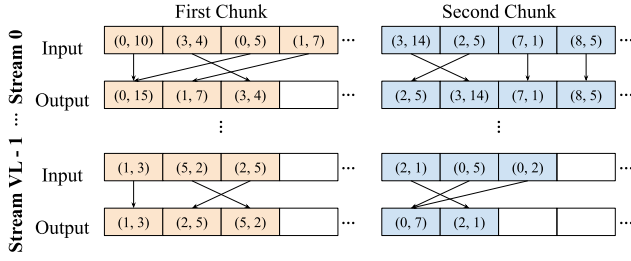 First Chunk Second Chunk
Stream 0
Input (0, 10) (3, 4) (0, 5) (1, 7) ... (3, 14) (2, 5) (7, 1) (8, 5) ...
Output (0, 15) (1, 7) (3, 4) ... (2, 5) (3, 14) (7, 1) (8, 5) ...
... ⋮ ⋮
Stream VL - 1
Input (1, 3) (5, 2) (2, 5) ... (2, 1) (0, 5) (0, 2) ...
Output (1, 3) (2, 5) (5, 2) ... (0, 7) (2, 1) ...